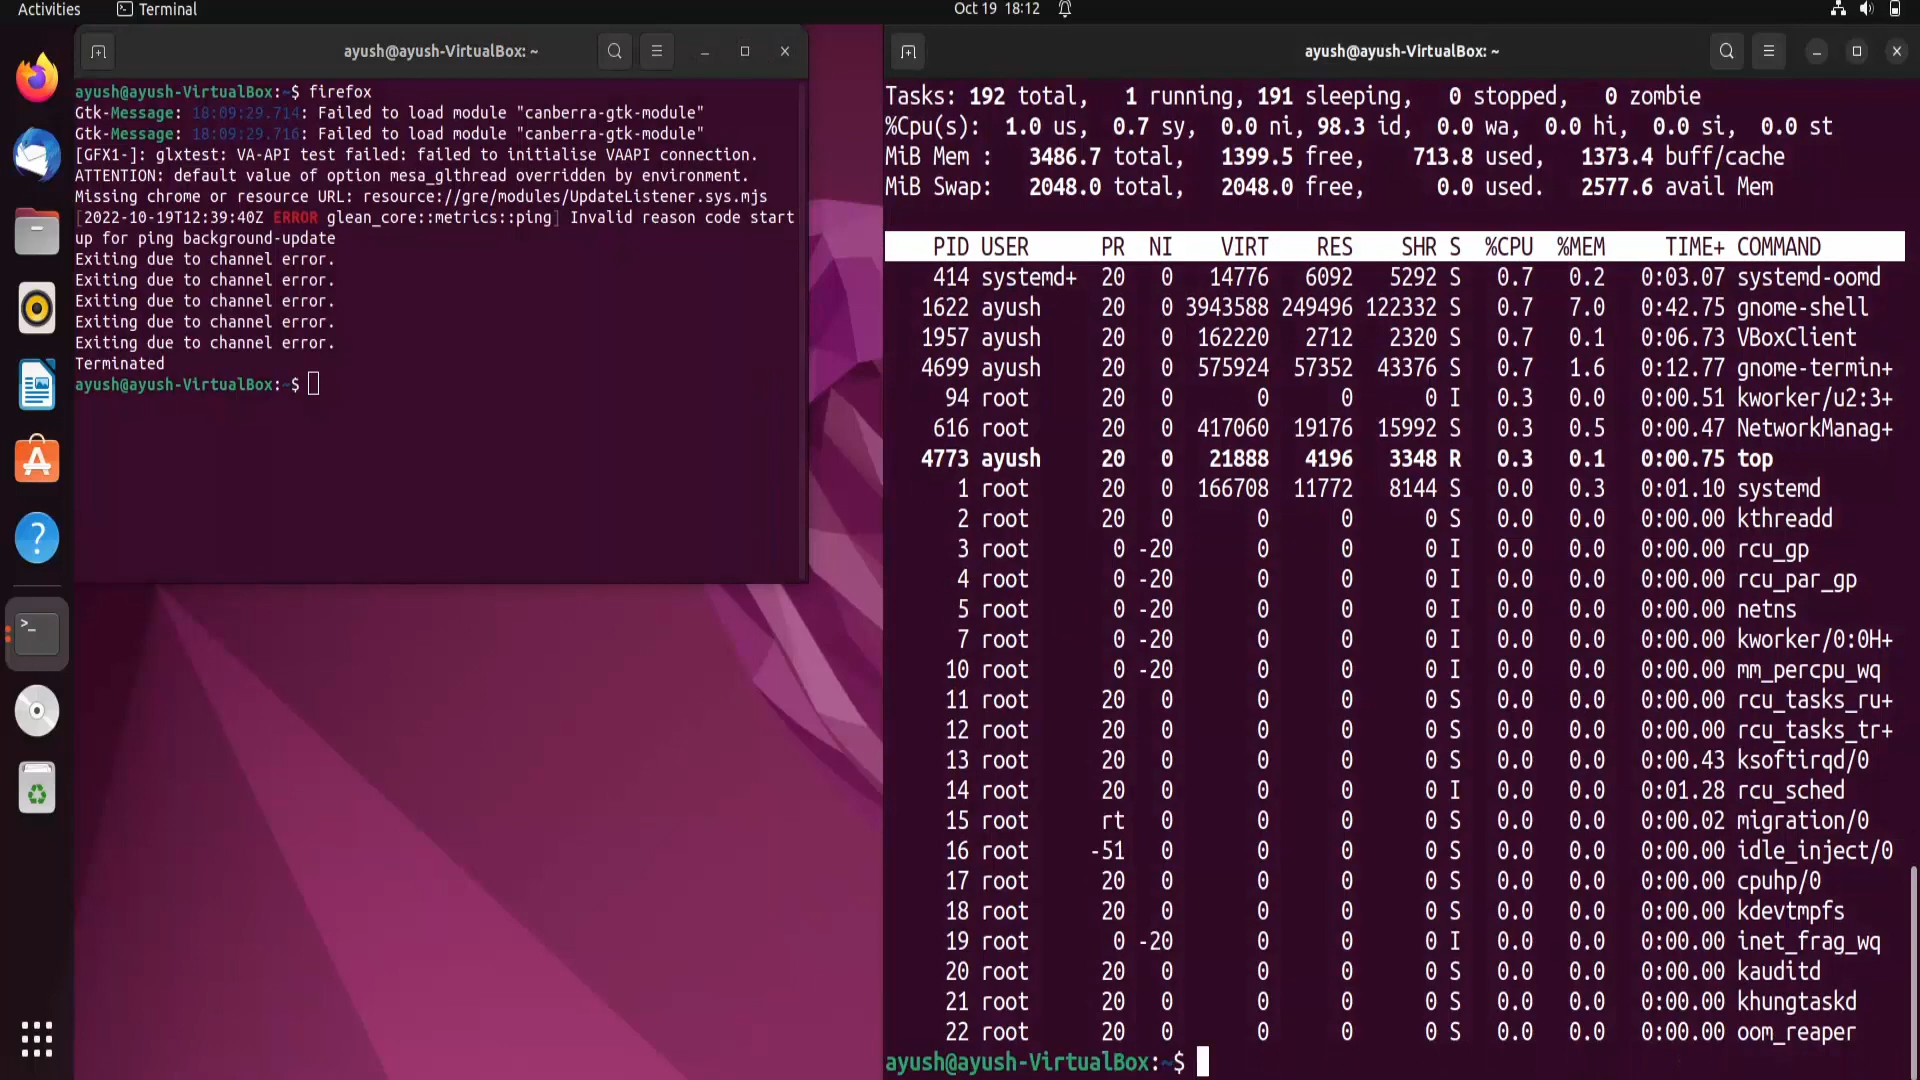 Activities Terminal Oct 19 18:12
ayush@ayush-VirtualBox: ~
ayush@ayush-VirtualBox:~$ firefox
Gtk-Message: 18:09:29.714: Failed to load module "canberra-gtk-module"
Gtk-Message: 18:09:29.716: Failed to load module "canberra-gtk-module"
[GFX1-]: glxtest: VA-API test failed: failed to initialise VAAPI connection.
ATTENTION: default value of option mesa_glthread overridden by environment.
Missing chrome or resource URL: resource://gre/modules/UpdateListener.sys.mjs
[2022-10-19T12:39:40Z ERROR glean_core::metrics::ping] Invalid reason code start
up for ping background-update
Exiting due to channel error.
Exiting due to channel error.
Exiting due to channel error.
Exiting due to channel error.
Exiting due to channel error.
Terminated
ayush@ayush-VirtualBox:~$
ayush@ayush-VirtualBox: ~
Tasks: 192 total, 1 running, 191 sleeping, 0 stopped, 0 zombie
%Cpu(s): 1.0 us, 0.7 sy, 0.0 ni, 98.3 id, 0.0 wa, 0.0 hi, 0.0 si, 0.0 st
MiB Mem : 3486.7 total, 1399.5 free, 713.8 used, 1373.4 buff/cache
MiB Swap: 2048.0 total, 2048.0 free, 0.0 used. 2577.6 avail Mem
PID USER PR NI VIRT RES SHR S %CPU %MEM TIME+ COMMAND
414 systemd+ 20 0 14776 6092 5292 S 0.7 0.2 0:03.07 systemd-oomd
1622 ayush 20 0 3943588 249496 122332 S 0.7 7.0 0:42.75 gnome-shell
1957 ayush 20 0 162220 2712 2320 S 0.7 0.1 0:06.73 VBoxClient
4699 ayush 20 0 575924 57352 43376 S 0.7 1.6 0:12.77 gnome-termin+
94 root 20 0 0 0 0 I 0.3 0.0 0:00.51 kworker/u2:3+
616 root 20 0 417060 19176 15992 S 0.3 0.5 0:00.47 NetworkManag+
4773 ayush 20 0 21888 4196 3348 R 0.3 0.1 0:00.75 top
1 root 20 0 166708 11772 8144 S 0.0 0.3 0:01.10 systemd
2 root 20 0 0 0 0 S 0.0 0.0 0:00.00 kthreadd
3 root 0 -20 0 0 0 I 0.0 0.0 0:00.00 rcu_gp
4 root 0 -20 0 0 0 I 0.0 0.0 0:00.00 rcu_par_gp
5 root 0 -20 0 0 0 I 0.0 0.0 0:00.00 netns
7 root 0 -20 0 0 0 I 0.0 0.0 0:00.00 kworker/0:0H+
10 root 0 -20 0 0 0 I 0.0 0.0 0:00.00 mm_percpu_wq
11 root 20 0 0 0 0 S 0.0 0.0 0:00.00 rcu_tasks_ru+
12 root 20 0 0 0 0 S 0.0 0.0 0:00.00 rcu_tasks_tr+
13 root 20 0 0 0 0 S 0.0 0.0 0:00.43 ksoftirqd/0
14 root 20 0 0 0 0 I 0.0 0.0 0:01.28 rcu_sched
15 root rt 0 0 0 0 S 0.0 0.0 0:00.02 migration/0
16 root -51 0 0 0 0 S 0.0 0.0 0:00.00 idle_inject/0
17 root 20 0 0 0 0 S 0.0 0.0 0:00.00 cpuhp/0
18 root 20 0 0 0 0 S 0.0 0.0 0:00.00 kdevtmpfs
19 root 0 -20 0 0 0 I 0.0 0.0 0:00.00 inet_frag_wq
20 root 20 0 0 0 0 S 0.0 0.0 0:00.00 kauditd
21 root 20 0 0 0 0 S 0.0 0.0 0:00.00 khungtaskd
22 root 20 0 0 0 0 S 0.0 0.0 0:00.00 oom_reaper
ayush@ayush-VirtualBox:~$